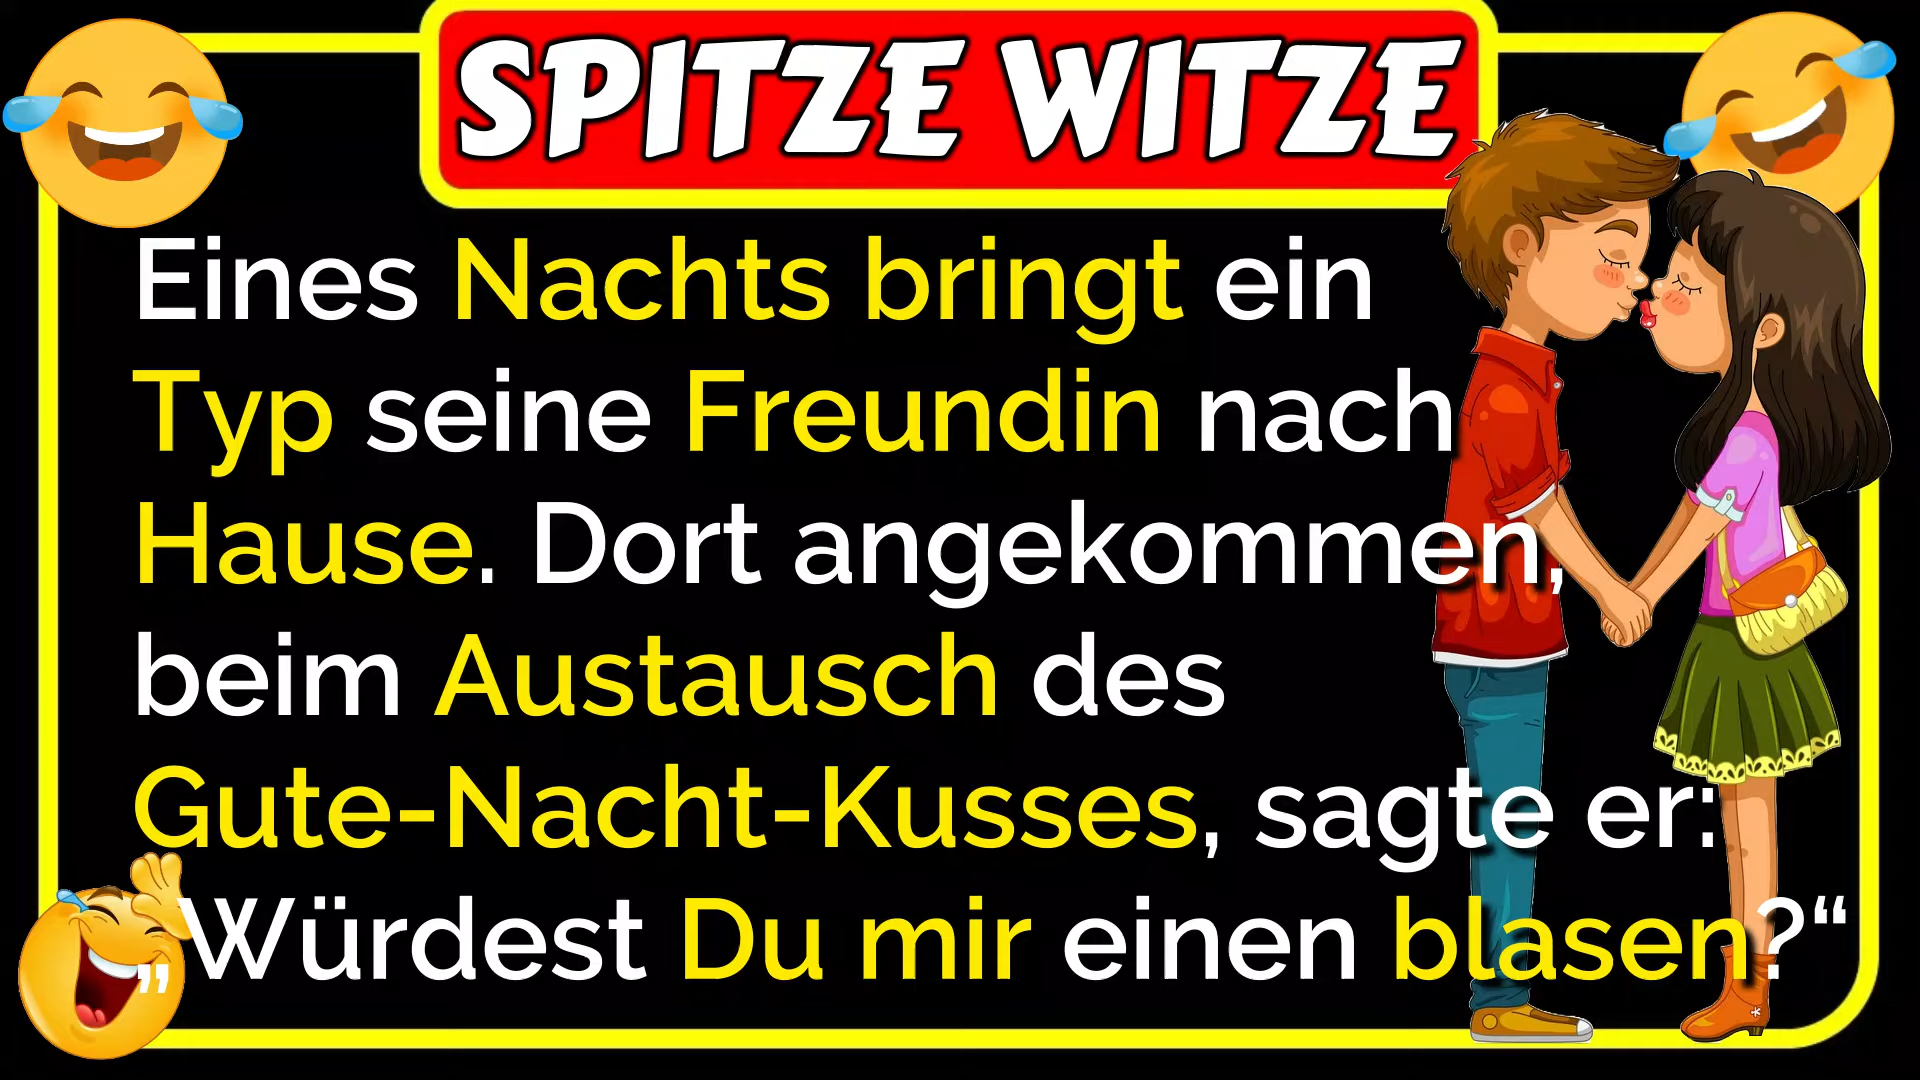 SPITZE WITZE
Eines Nachts bringt ein
Typ seine Freundin nach
Hause. Dort angekommen,
beim Austausch des
Gute-Nacht-Kusses, sagte er:
„Würdest Du mir einen blasen?“